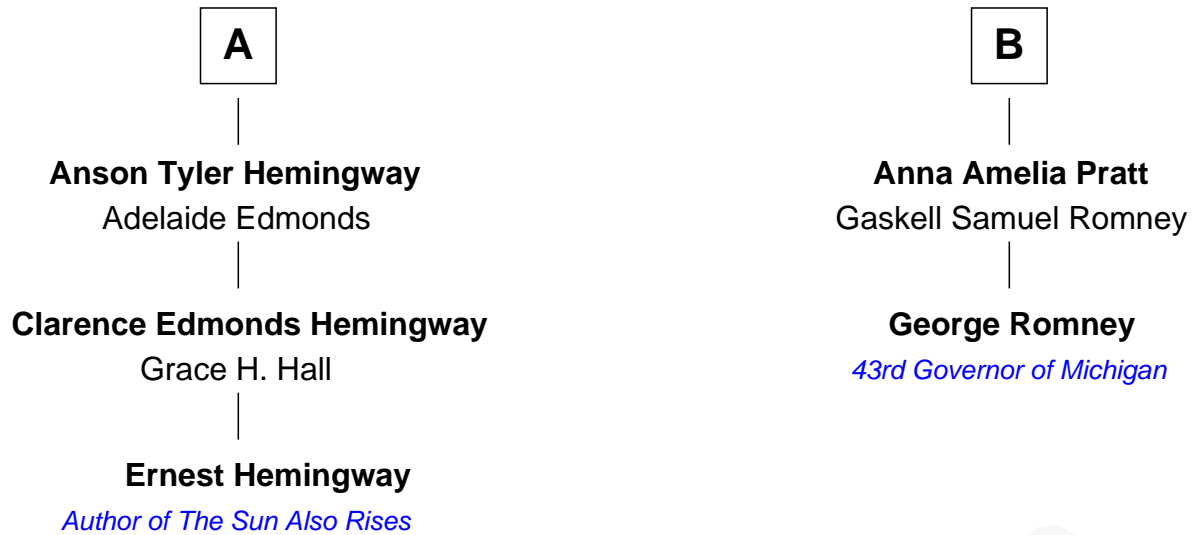 A
Anson Tyler Hemingway
Adelaide Edmonds
Clarence Edmonds Hemingway
Grace H. Hall
Ernest Hemingway
Author of The Sun Also Rises
B
Anna Amelia Pratt
Gaskell Samuel Romney
George Romney
43rd Governor of Michigan